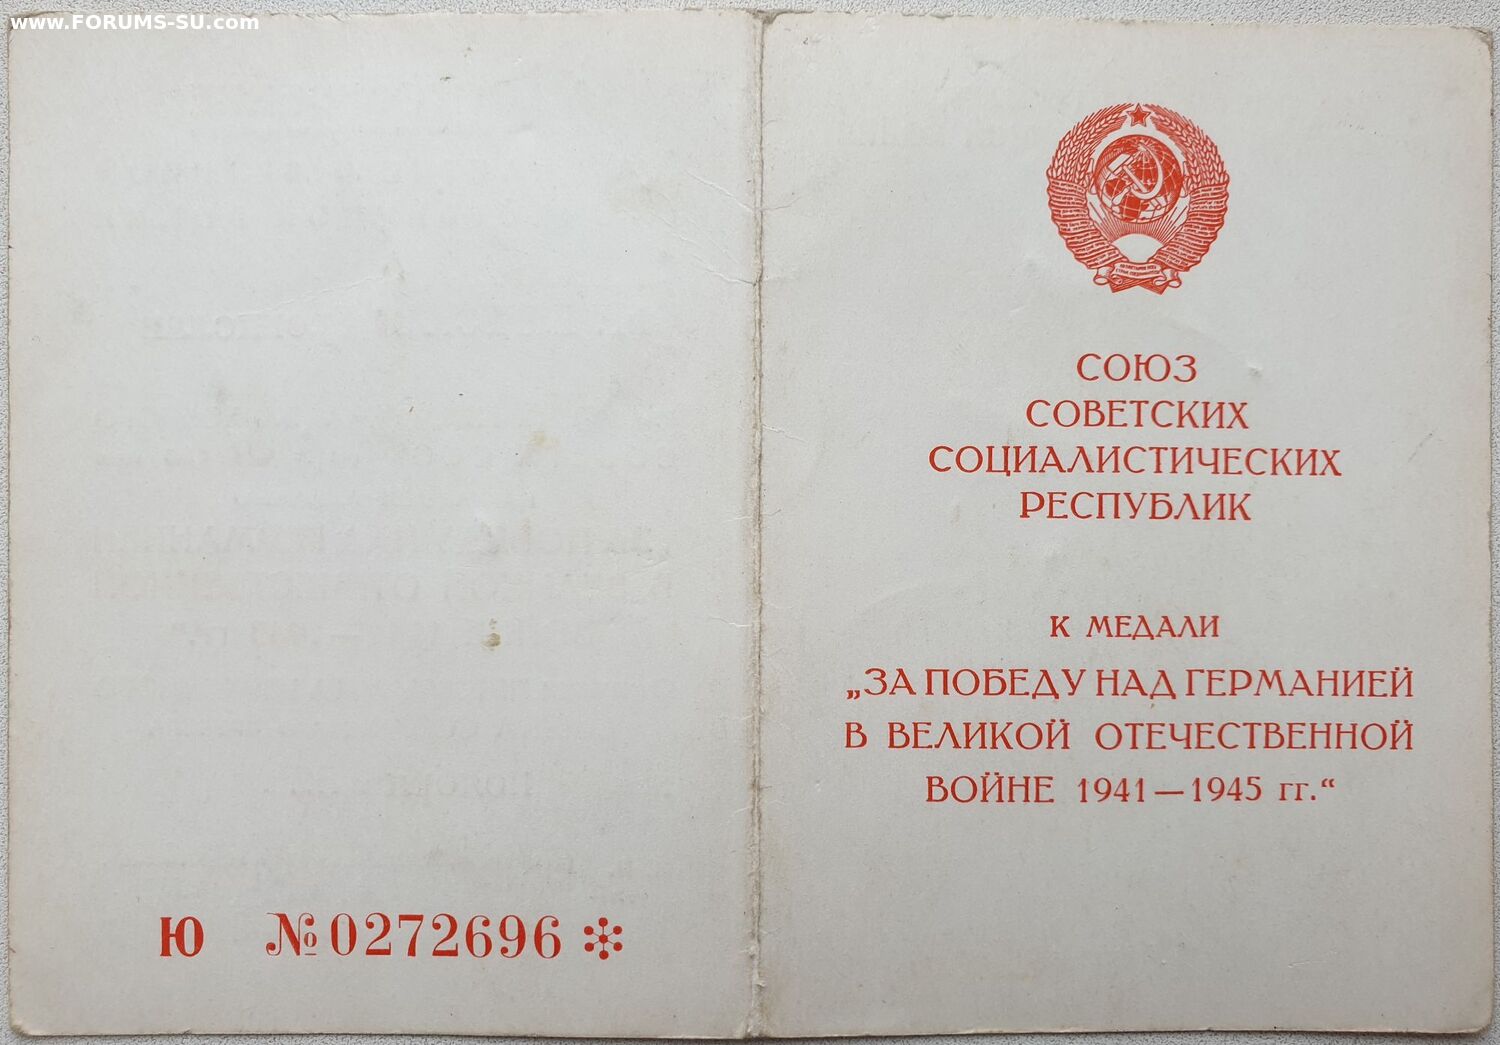 www.FORUMS-SU.com
Ю №0272696
СОЮЗ
СОВЕТСКИХ
СОЦИАЛИСТИЧЕСКИХ
РЕСПУБЛИК
К МЕДАЛИ
„ЗА ПОБЕДУ НАД ГЕРМАНИЕЙ
В ВЕЛИКОЙ ОТЕЧЕСТВЕННОЙ
ВОЙНЕ 1941—1945 гг.“